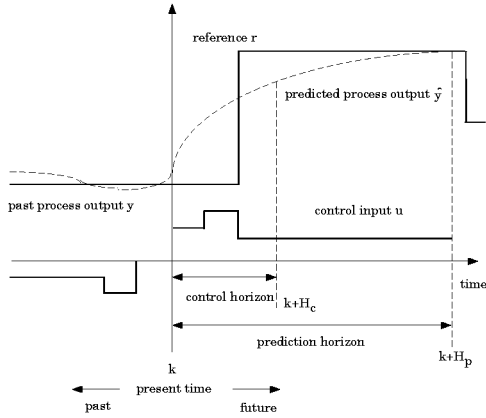 reference r
predicted process output ŷ
past process output y
control input u
time
control horizon
k+H_c
prediction horizon
k+H_p
k
present time
past
future